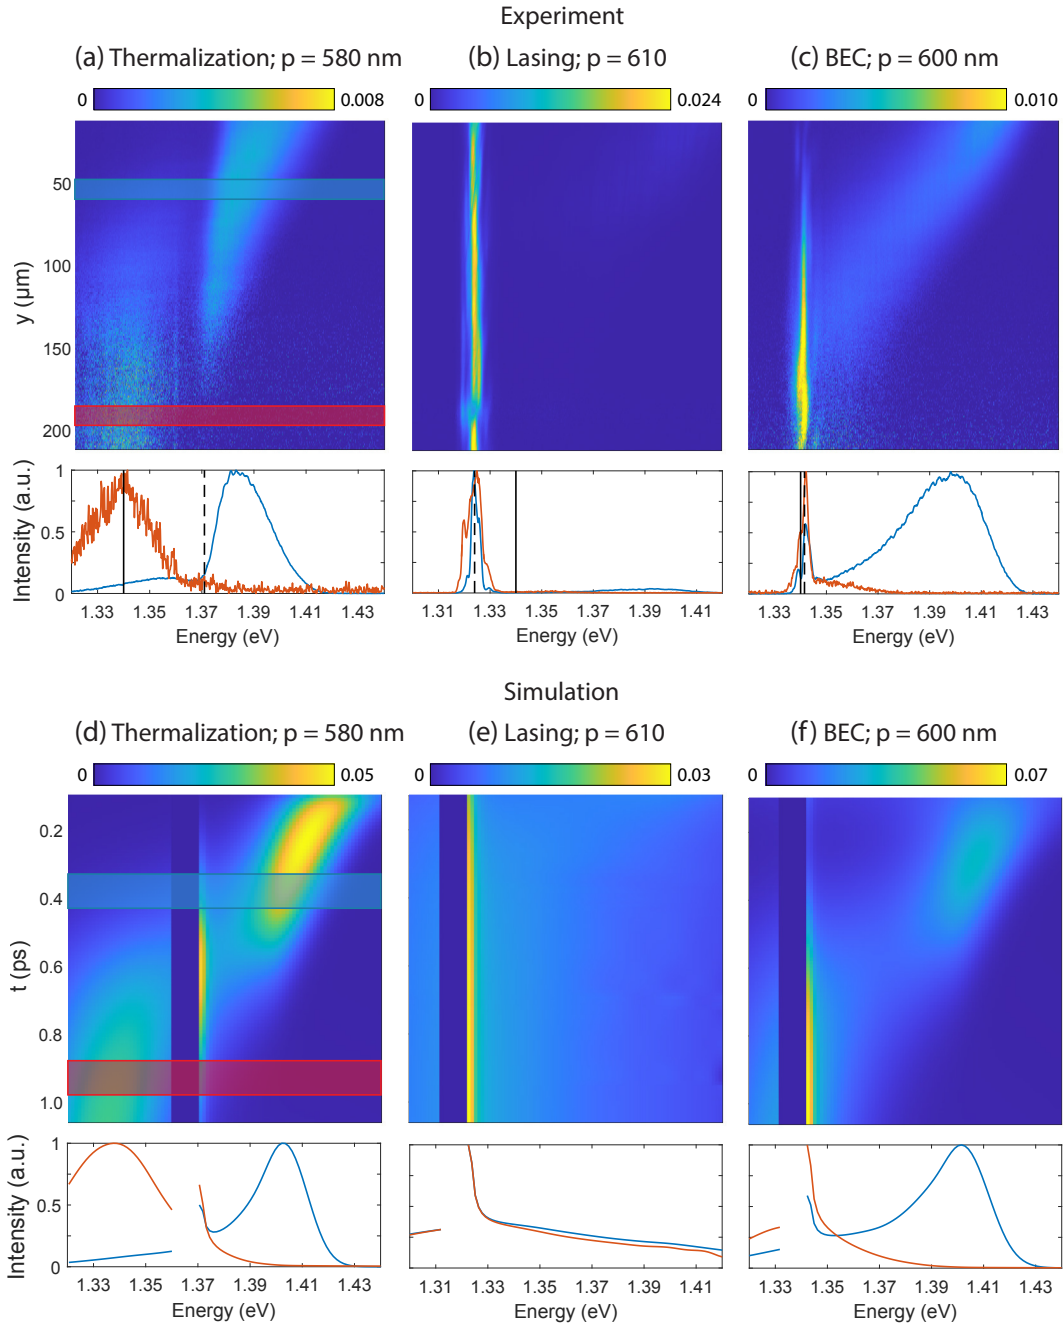 Experiment
(a) Thermalization; p = 580 nm
(b) Lasing; p = 610
(c) BEC; p = 600 nm
0 0.008
0 0.024
0 0.010
y (µm)
50
100
150
200
Intensity (a.u.)
1
0.5
0
1.33 1.35 1.37 1.39 1.41
1.31 1.33 1.35 1.37 1.39 1.41
1.35 1.37 1.39 1.41 1.43
Energy (eV)
Energy (eV)
Energy (eV)
Simulation
(d) Thermalization; p = 580 nm
(e) Lasing; p = 610
(f) BEC; p = 600 nm
0 0.05
0 0.03
0 0.07
t (ps)
0.2
0.4
0.6
0.8
1.0
Intensity (a.u.)
1
0.5
0
1.33 1.35 1.37 1.39 1.41 1.43
1.31 1.33 1.35 1.37 1.39 1.41
1.33 1.35 1.37 1.39 1.41 1.43
Energy (eV)
Energy (eV)
Energy (eV)